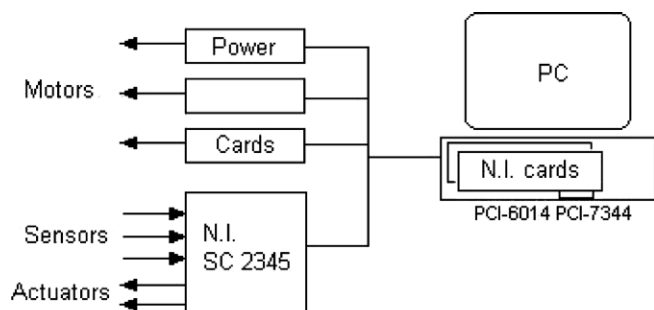 Power
Motors
Cards
Sensors
N.I.
SC 2345
Actuators
PC
N.I. cards
PCI-6014 PCI-7344